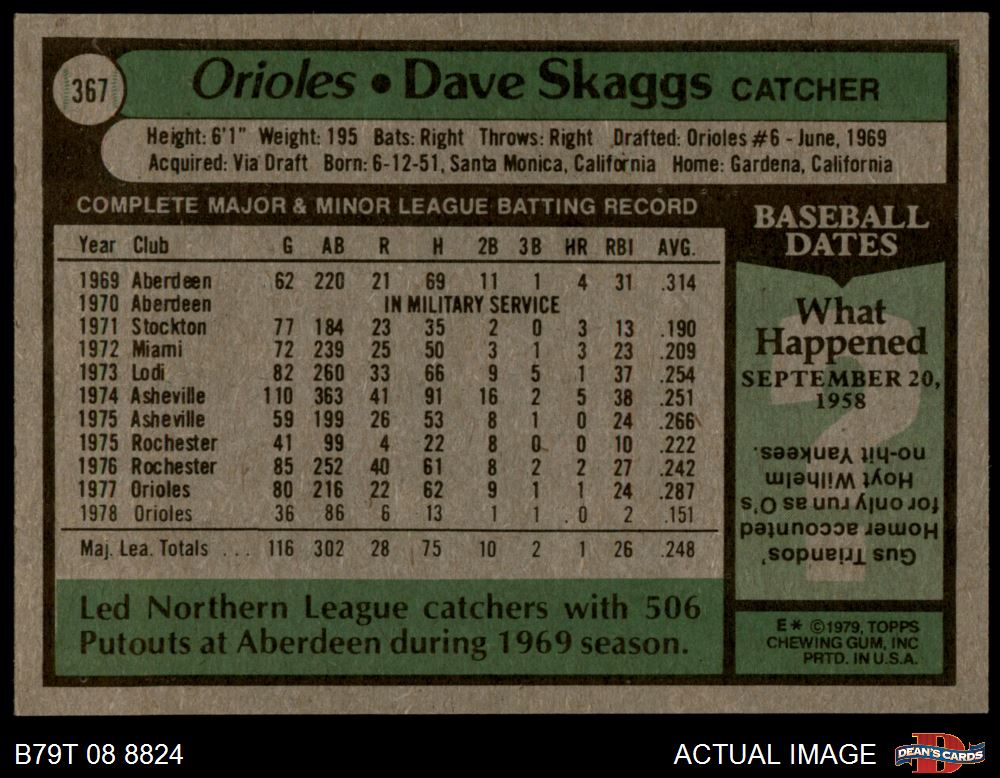 367
Orioles • Dave Skaggs CATCHER
Height: 6'1" Weight: 195 Bats: Right Throws: Right Drafted: Orioles #6 - June, 1969
Acquired: Via Draft Born: 6-12-51, Santa Monica, California Home: Gardena, California
COMPLETE MAJOR & MINOR LEAGUE BATTING RECORD
Year Club G AB R H 2B 3B HR RBI AVG.
1969 Aberdeen 62 220 21 69 11 1 4 31 .314
1970 Aberdeen IN MILITARY SERVICE
1971 Stockton 77 184 23 35 2 0 3 13 .190
1972 Miami 72 239 25 50 3 1 3 23 .209
1973 Lodi 82 260 33 66 9 5 1 37 .254
1974 Asheville 110 363 41 91 16 2 5 38 .251
1975 Asheville 59 199 26 53 8 1 0 24 .266
1975 Rochester 41 99 4 22 8 0 0 10 .222
1976 Rochester 85 252 40 61 8 2 2 27 .242
1977 Orioles 80 216 22 62 9 1 1 24 .287
1978 Orioles 36 86 6 13 1 1 0 2 .151
Maj. Lea. Totals ... 116 302 28 75 10 2 1 26 .248
Led Northern League catchers with 506
Putouts at Aberdeen during 1969 season.
BASEBALL
DATES
What
Happened
SEPTEMBER 20,
1958
Gus Triandos'
Homer accounted
for only run as O's
Hoyt Wilhelm
no-hit Yankees.
E* ©1979, TOPPS
CHEWING GUM, INC
PRTD. IN U.S.A.
B79T 08 8824
ACTUAL IMAGE
DEAN'S CARDS